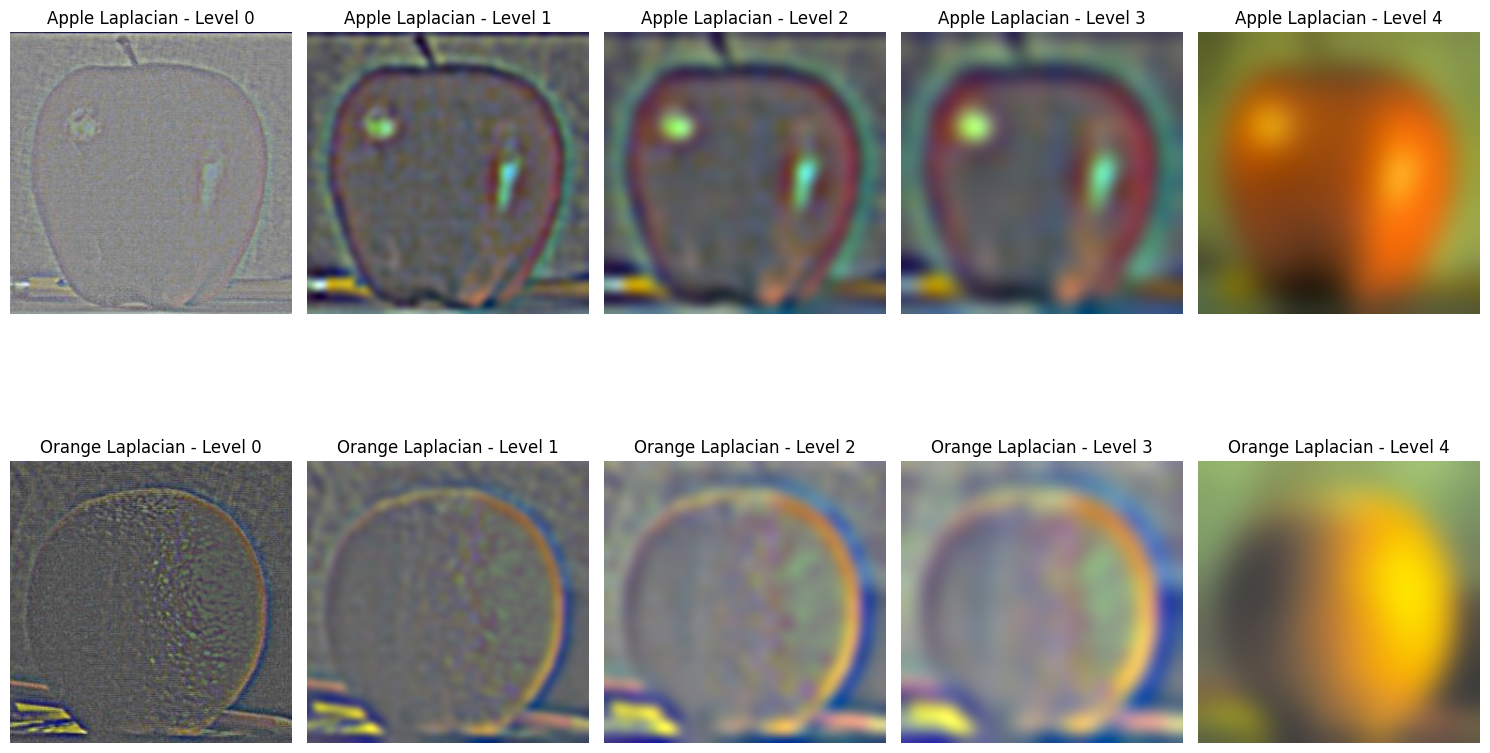 Apple Laplacian - Level 0
Apple Laplacian - Level 1
Apple Laplacian - Level 2
Apple Laplacian - Level 3
Apple Laplacian - Level 4
Orange Laplacian - Level 0
Orange Laplacian - Level 1
Orange Laplacian - Level 2
Orange Laplacian - Level 3
Orange Laplacian - Level 4